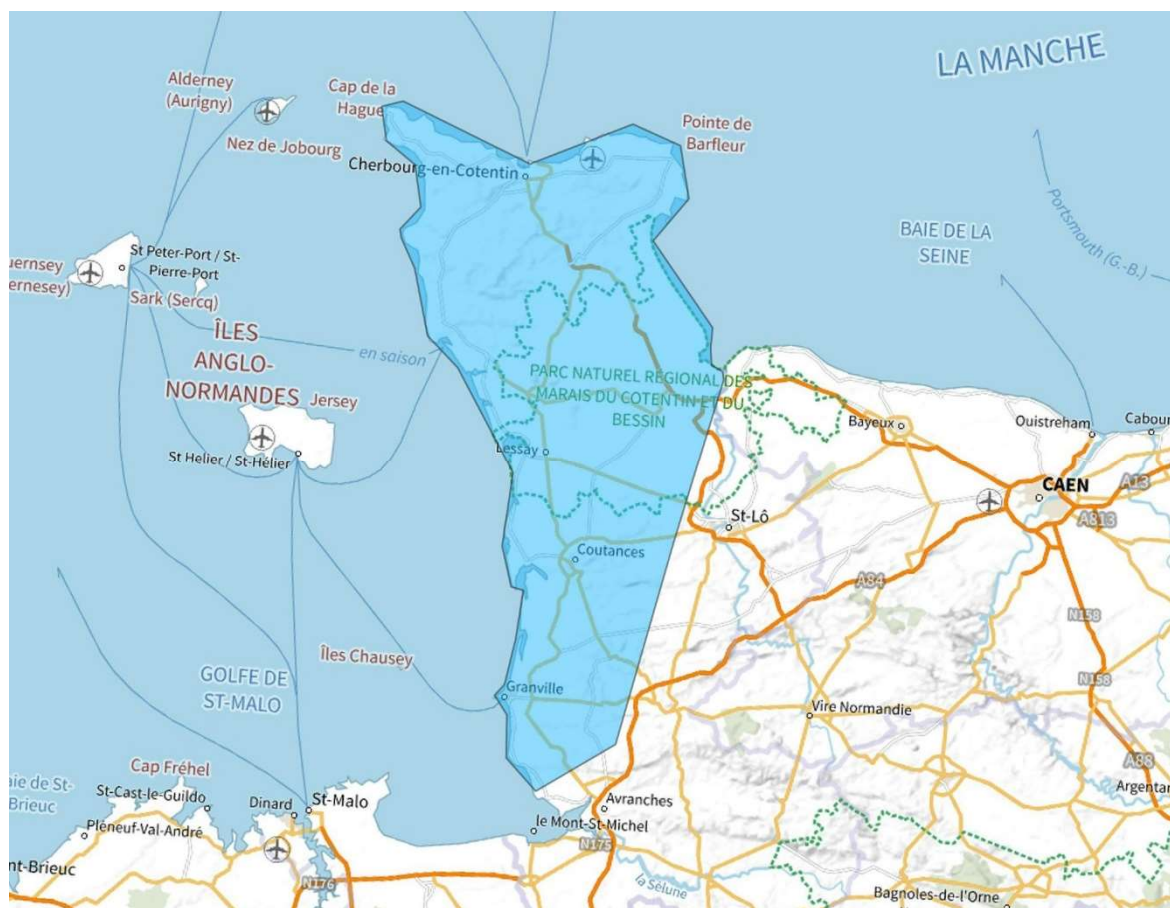 LA MANCHE
Alderney
(Aurigny)
Cap de la
Hague
Nez de Jobourg
Pointe de
Barfleur
Cherbourg-en-Cotentin
Portsmouth (G.-B.)
BAIE DE LA
SEINE
St Peter-Port / St-
Pierre-Port
uernsey
ernesey)
Sark (Sercq)
ÎLES
ANGLO-
NORMANDES
en saison
Jersey
PARC NATUREL RÉGIONAL DES
MARAIS DU COTENTIN ET DU
BESSIN
Bayeux
Ouistreham
Cabour
St Helier / St-Hélier
Lessay
CAEN
A13
A813
St-Lô
Coutances
A84
N158
Îles Chausey
GOLFE DE
ST-MALO
Granville
N158
Vire Normandie
Cap Fréhel
A88
aie de St-
Brieuc
St-Cast-le-Guildo
Dinard
St-Malo
Avranches
Argentan
Pléneuf-Val-André
le Mont-St-Michel
N175
nt-Brieuc
N176
la Sélune
Bagnoles-de-l'Orne